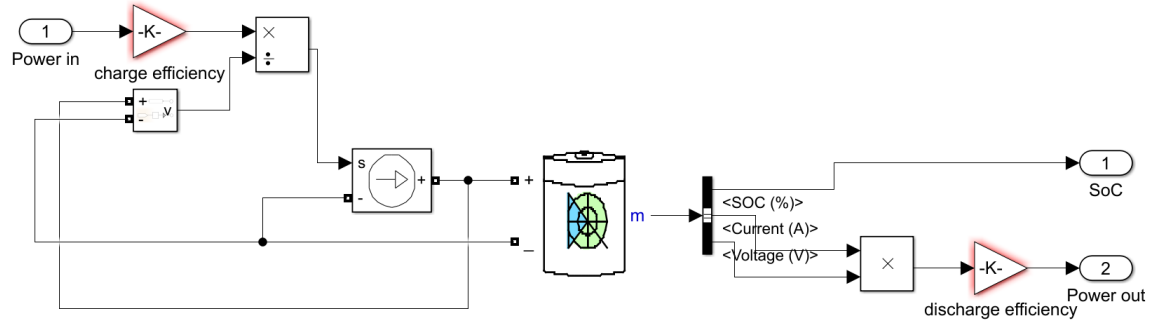 1
Power in
-K-
charge efficiency
×
÷
+
-
v
s
+
-
+
_
m
<SOC (%)>
<Current (A)>
<Voltage (V)>
×
-K-
discharge efficiency
1
SoC
2
Power out